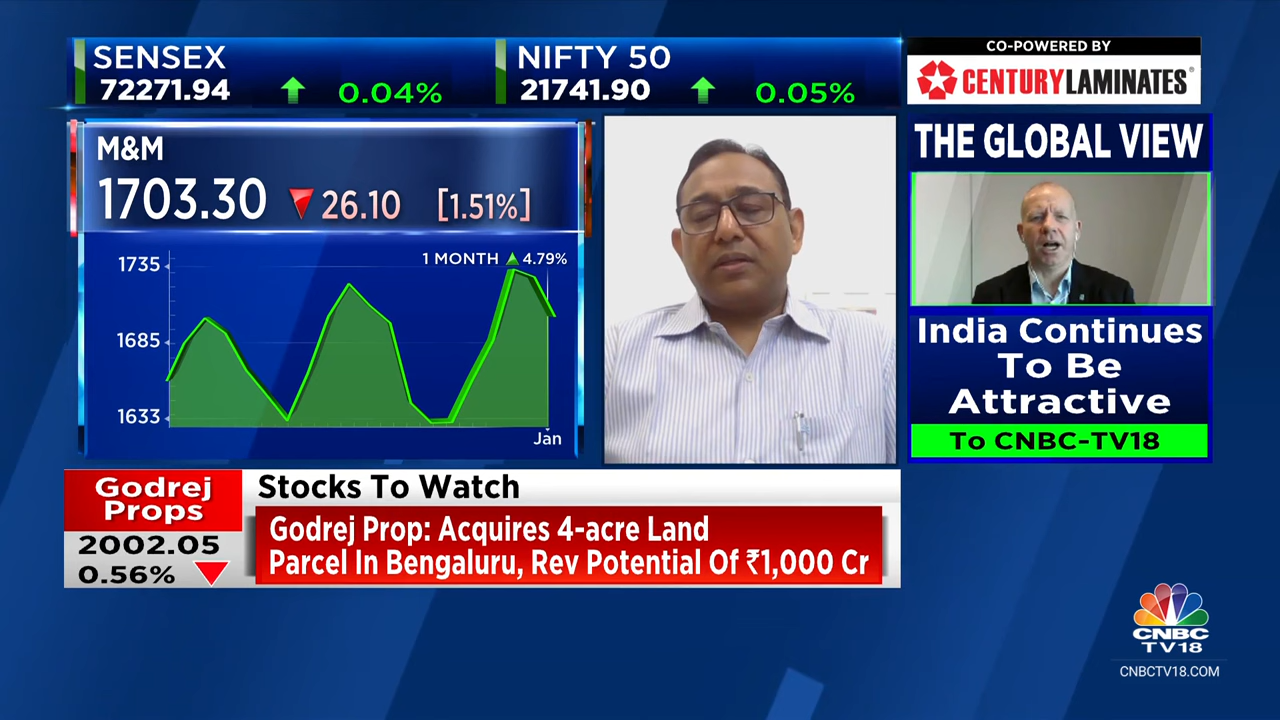 SENSEX
72271.94 0.04%
NIFTY 50
21741.90 0.05%
CO-POWERED BY
CENTURYLAMINATES®
M&M
1703.30 26.10 [1.51%]
1 MONTH 4.79%
1735
1685
1633
Jan
THE GLOBAL VIEW
India Continues
To Be
Attractive
To CNBC-TV18
Godrej
Props
2002.05
0.56%
Stocks To Watch
Godrej Prop: Acquires 4-acre Land
Parcel In Bengaluru, Rev Potential Of ₹1,000 Cr
CNBC
TV18
CNBCTV18.COM